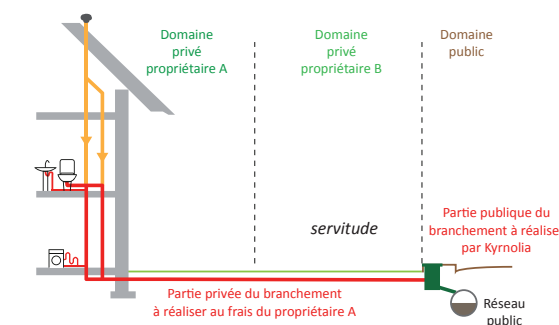 Domaine
privé
propriétaire A
Domaine
privé
propriétaire B
Domaine
public
servitude
Partie publique du
branchement à réalise
par Kyrnolia
Partie privée du branchement
à réaliser au frais du propriétaire A
Réseau
public